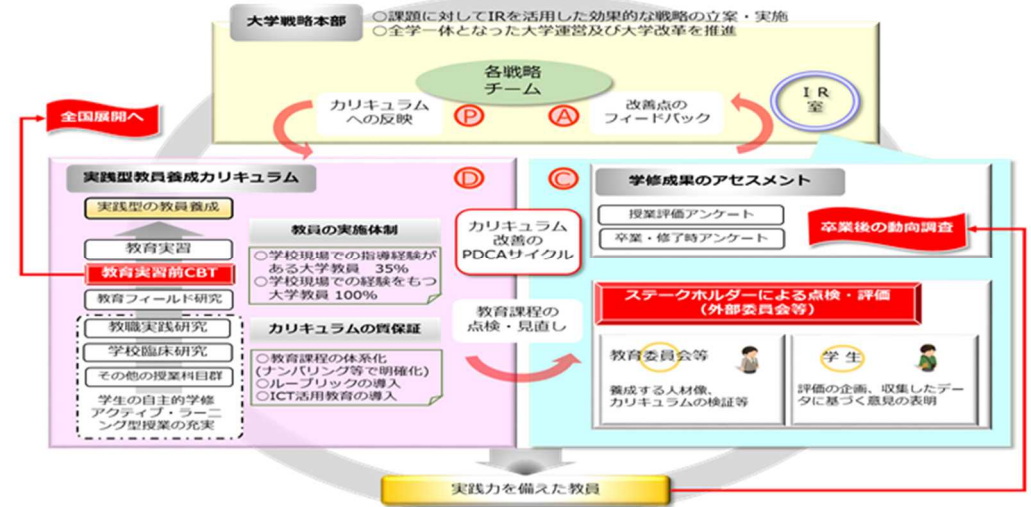 大学戦略本部
○課題に対してIRを活用した効果的な戦略の立案・実施
○全学一体となった大学運営及び大学改革を推進
各戦略
チーム
IR
室
カリキュラム
への反映
P
A
改善点の
フィードバック
全国展開へ
実践型教員養成カリキュラム
D
C
学修成果のアセスメント
実践型の教員養成
教育実習
教育実習前CBT
教育フィールド研究
教職実践研究
学校臨床研究
その他の授業科目群
学生の自主的学修
アクティブ・ラーニ
ング型授業の充実
教員の実施体制
○学校現場での指導経験が
ある大学教員 35%
○学校現場での経験をもつ
大学教員 100%
カリキュラムの質保証
○教育課程の体系化
(ナンバリング等で明確化)
○ルーブリックの導入
○ICT活用教育の導入
カリキュラム
改善の
PDCAサイクル
教育課程の
点検・見直し
授業評価アンケート
卒業・修了時アンケート
卒業後の動向調査
ステークホルダーによる点検・評価
(外部委員会等)
教育委員会等
養成する人材像、
カリキュラムの検証等
学生
評価の企画、収集したデー
タに基づく意見の表明
実践力を備えた教員